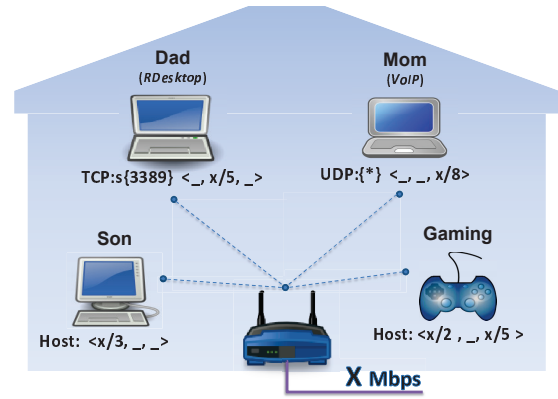 Dad
(RDesktop)
TCP:s{3389} <_, x/5, _>
Mom
(VoIP)
UDP:{*} <_, _, x/8>
Son
Host: <x/3, _, _>
Gaming
Host: <x/2 , _, x/5 >
X Mbps